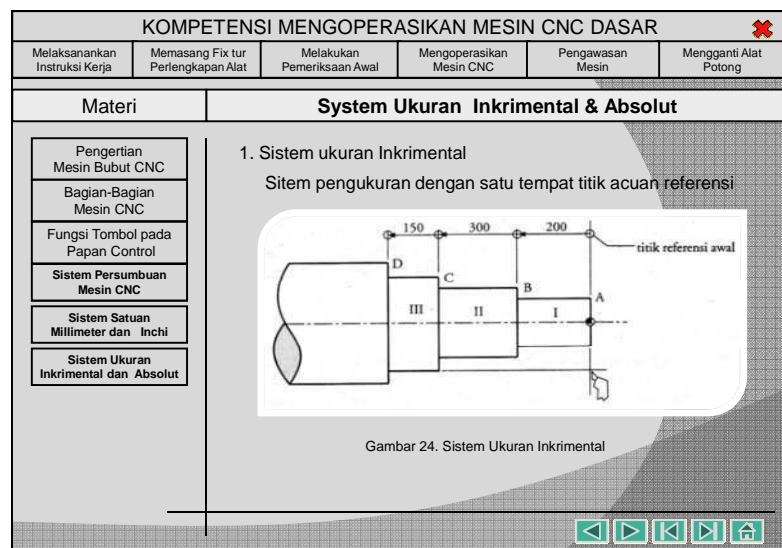 KOMPETENSI MENGOPERASIKAN MESIN CNC DASAR
Melaksanankan
Instruksi Kerja
Memasang Fix tur
Perlengkapan Alat
Melakukan
Pemeriksaan Awal
Mengoperasikan
Mesin CNC
Pengawasan
Mesin
Mengganti Alat
Potong
Materi
System Ukuran Inkrimental & Absolut
Pengertian
Mesin Bubut CNC
Bagian-Bagian
Mesin CNC
Fungsi Tombol pada
Papan Control
Sistem Persumbuan
Mesin CNC
Sistem Satuan
Millimeter dan Inchi
Sistem Ukuran
Inkrimental dan Absolut
1. Sistem ukuran Inkrimental
Sitem pengukuran dengan satu tempat titik acuan referensi
150 300 200
titik referensi awal
D
C
B
A
III II I
Gambar 24. Sistem Ukuran Inkrimental